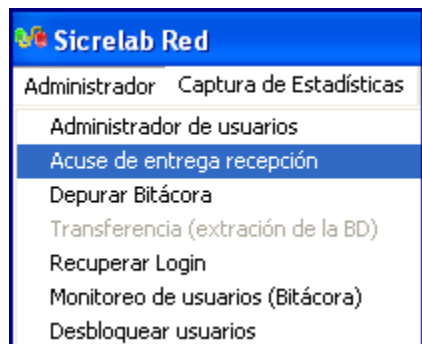 Sicrelab Red
Administrador Captura de Estadísticas
Administrador de usuarios
Acuse de entrega recepción
Depurar Bitácora
Transferencia (extración de la BD)
Recuperar Login
Monitoreo de usuarios (Bitácora)
Desbloquear usuarios